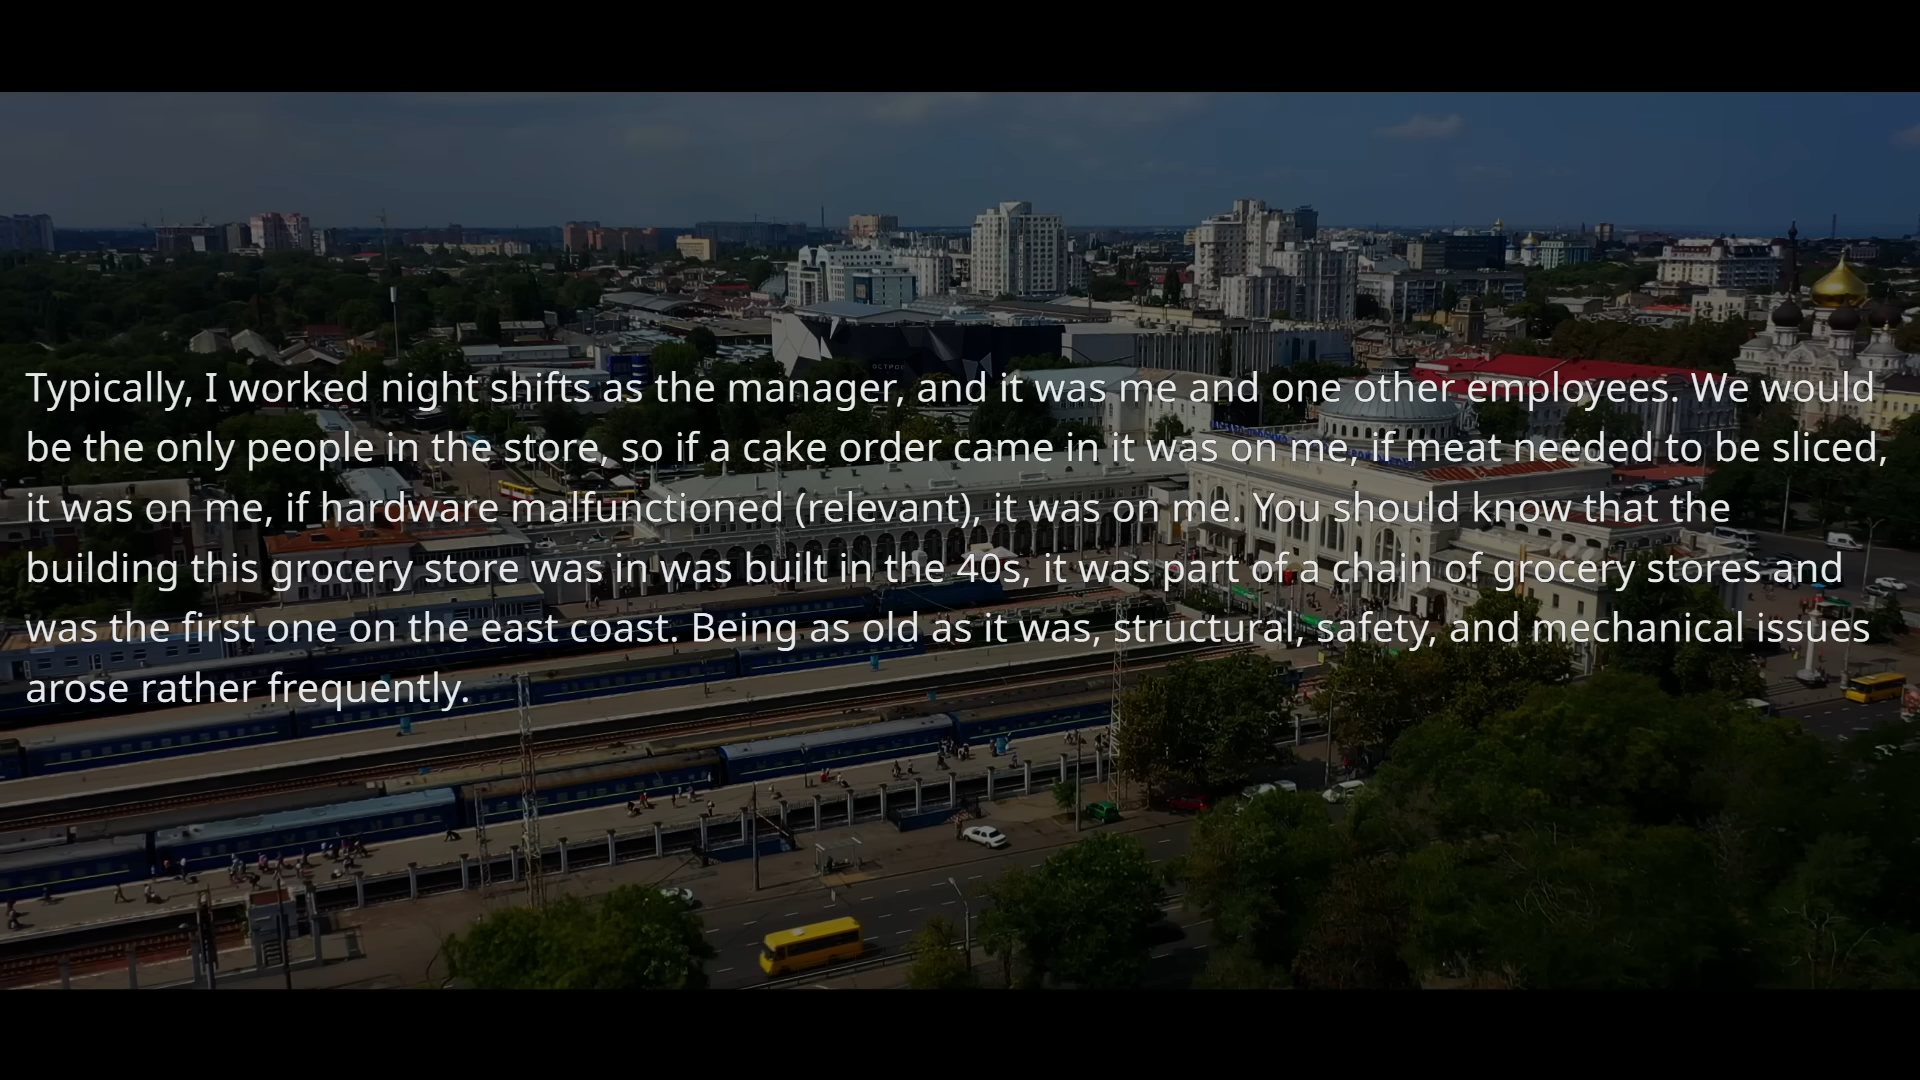 Typically, I worked night shifts as the manager, and it was me and one other employees. We would
be the only people in the store, so if a cake order came in it was on me, if meat needed to be sliced,
it was on me, if hardware malfunctioned (relevant), it was on me. You should know that the
building this grocery store was in was built in the 40s, it was part of a chain of grocery stores and
was the first one on the east coast. Being as old as it was, structural, safety, and mechanical issues
arose rather frequently.